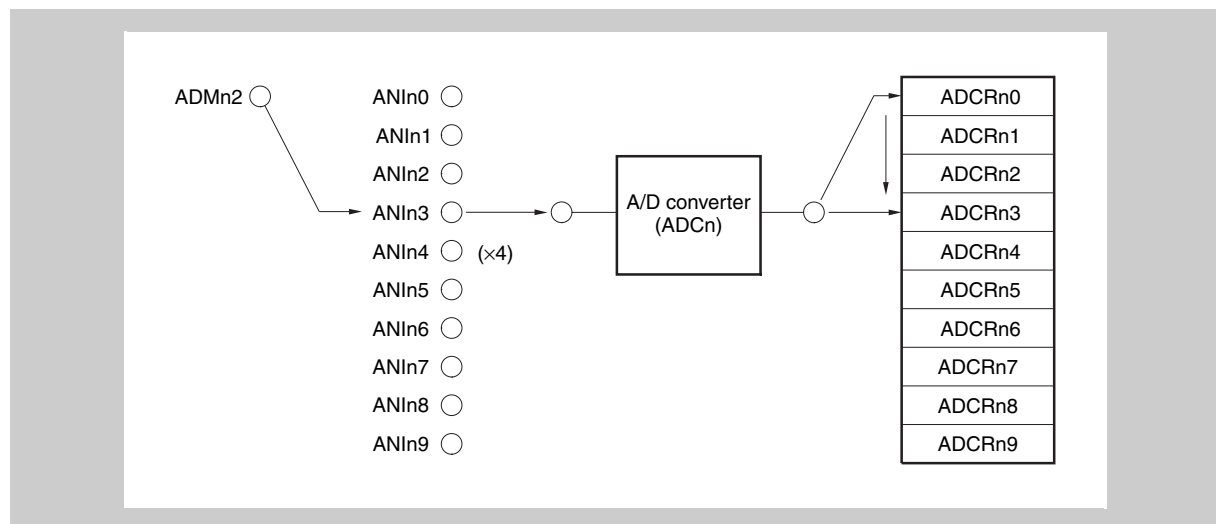 ADMn2
ANIn0
ANIn1
ANIn2
ANIn3
ANIn4 (×4)
ANIn5
ANIn6
ANIn7
ANIn8
ANIn9
A/D converter
(ADCn)
ADCRn0
ADCRn1
ADCRn2
ADCRn3
ADCRn4
ADCRn5
ADCRn6
ADCRn7
ADCRn8
ADCRn9